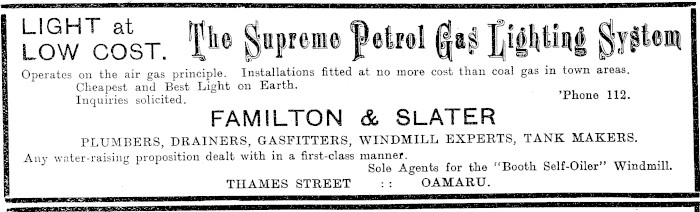 LIGHT at
LOW COST.
The Supreme Petrol Gas Lighting System
Operates on the air gas principle. Installations fitted at no more cost than coal gas in town areas.
Cheapest and Best Light on Earth.
Inquiries solicited. 'Phone 112.
FAMILTON & SLATER
PLUMBERS, DRAINERS, GASFITTERS, WINDMILL EXPERTS, TANK MAKERS.
Any water-raising proposition dealt with in a first-class manner.
Sole Agents for the "Booth Self-Oiler" Windmill.
THAMES STREET :: OAMARU.